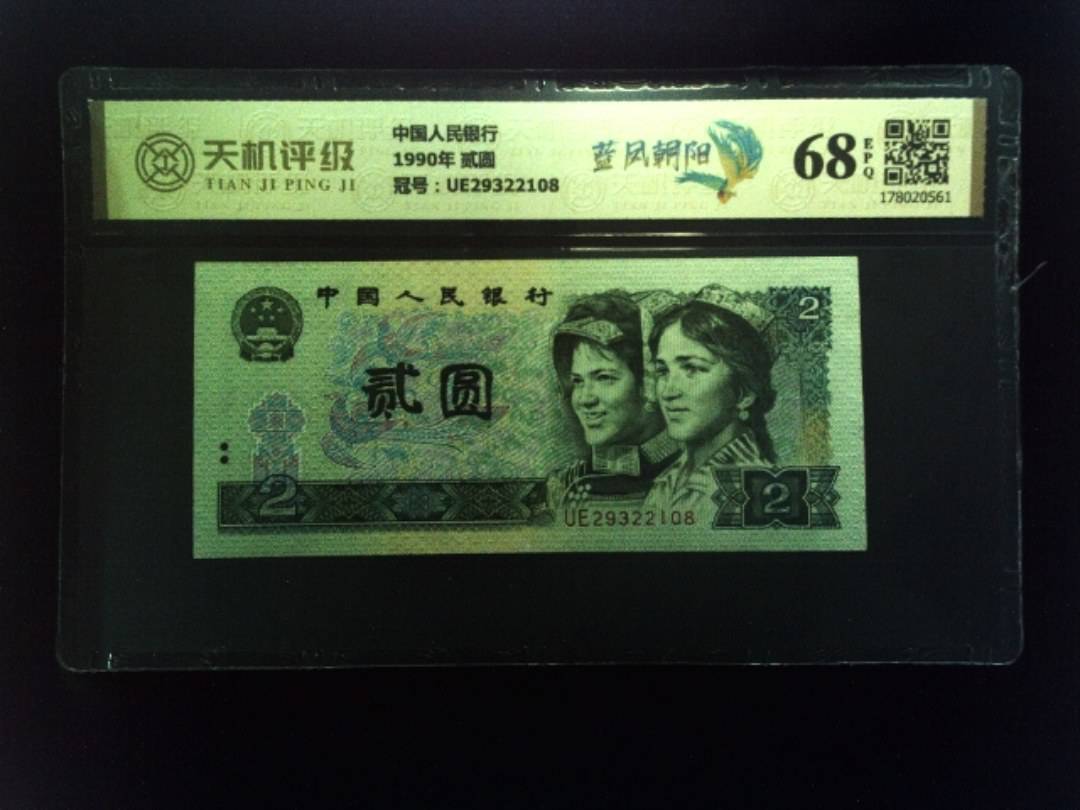 天机评级
TIAN JI PING JI
中国人民银行
1990年 贰圆
冠号：UE29322108
蓝凤朝阳
68
EPQ
178020561
中国人民银行
2
贰圆
2
UE29322108
2